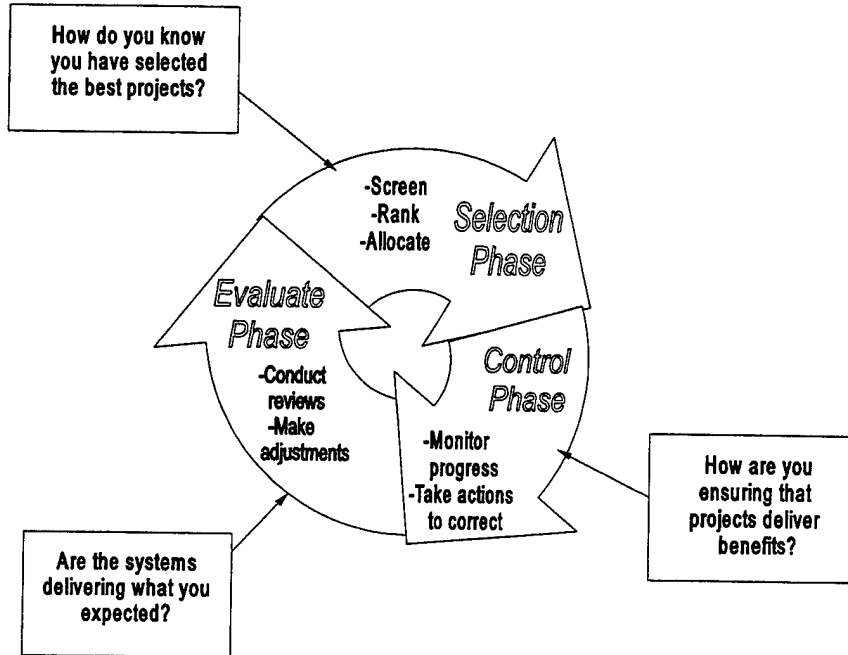 How do you know
you have selected
the best projects?
-Screen
-Rank
-Allocate
Selection
Phase
Evaluate
Phase
-Conduct
reviews
-Make
adjustments
Control
Phase
-Monitor
progress
-Take actions
to correct
How are you
ensuring that
projects deliver
benefits?
Are the systems
delivering what you
expected?